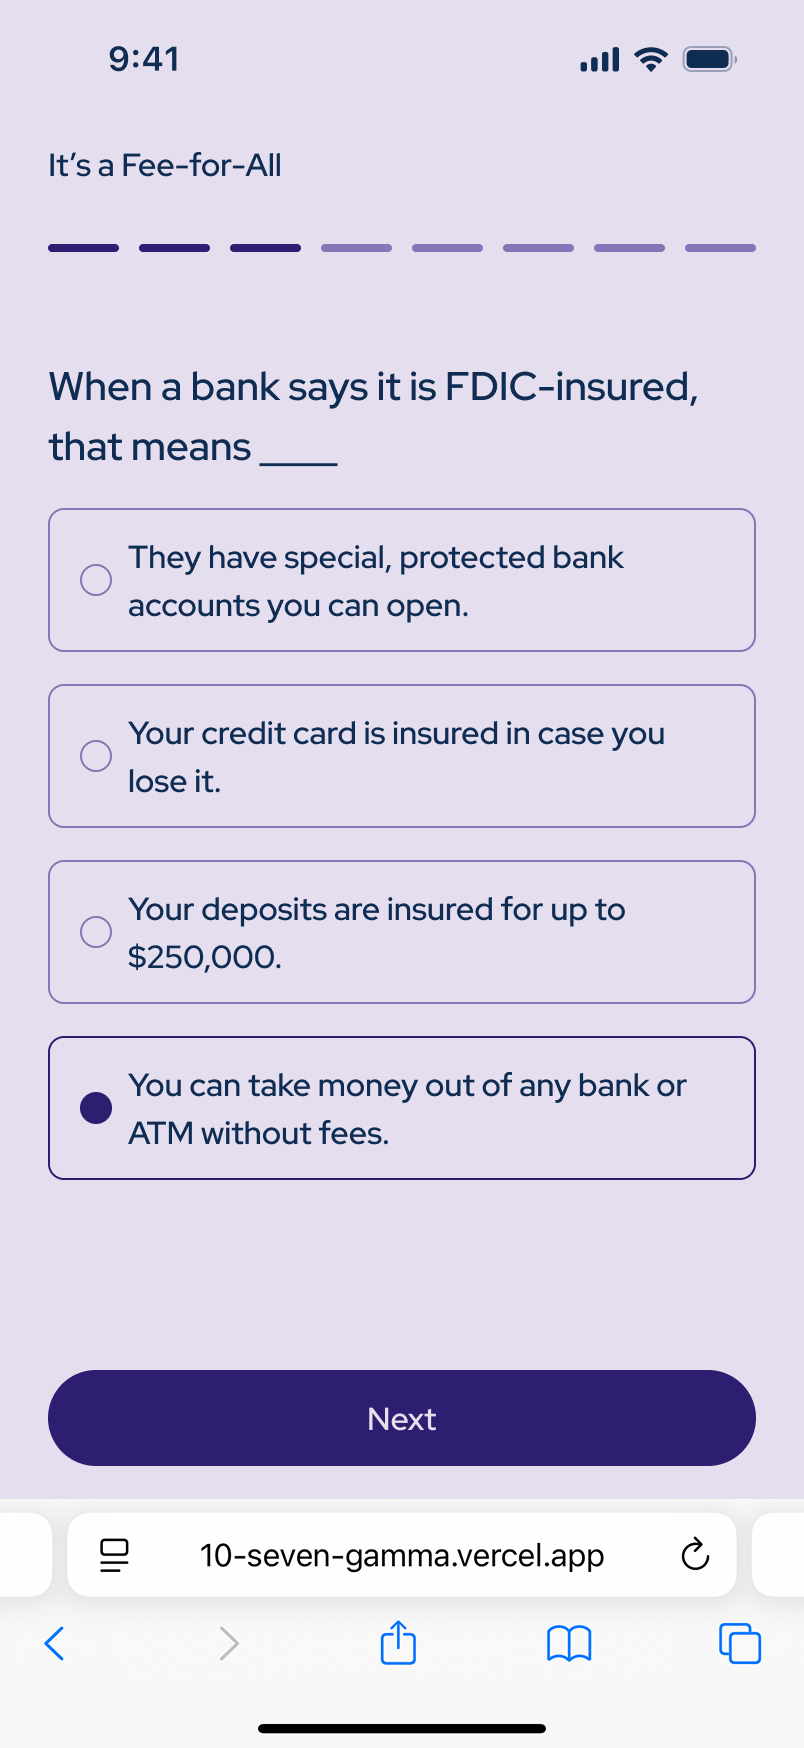 9:41
It’s a Fee-for-All
When a bank says it is FDIC-insured,
that means ____
They have special, protected bank
accounts you can open.
Your credit card is insured in case you
lose it.
Your deposits are insured for up to
$250,000.
You can take money out of any bank or
ATM without fees.
Next
10-seven-gamma.vercel.app